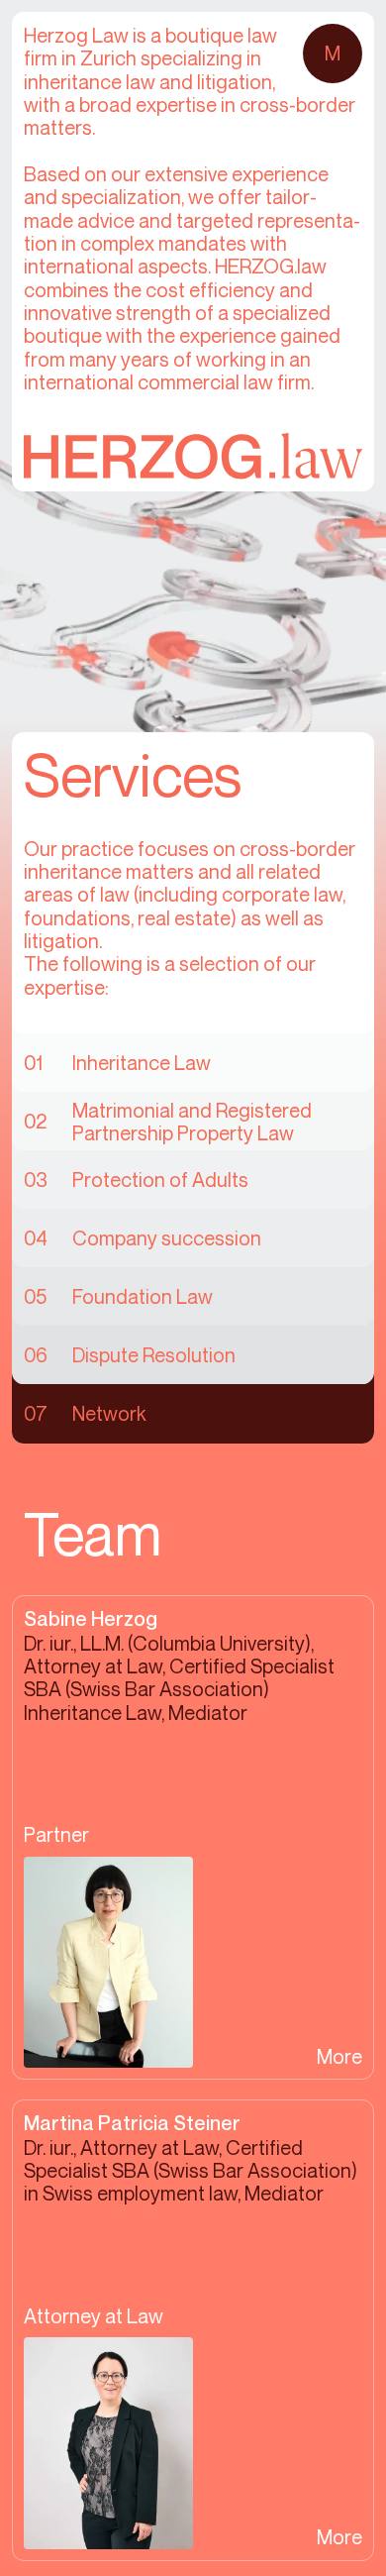 Herzog Law is a boutique law
firm in Zurich specializing in
inheritance law and litigation,
with a broad expertise in cross-border
matters.
M
Based on our extensive experience
and specialization, we offer tailor-
made advice and targeted representa-
tion in complex mandates with
international aspects. HERZOG.law
combines the cost efficiency and
innovative strength of a specialized
boutique with the experience gained
from many years of working in an
international commercial law firm.
HERZOG.law
Services
Our practice focuses on cross-border
inheritance matters and all related
areas of law (including corporate law,
foundations, real estate) as well as
litigation.
The following is a selection of our
expertise:
01 Inheritance Law
02 Matrimonial and Registered
Partnership Property Law
03 Protection of Adults
04 Company succession
05 Foundation Law
06 Dispute Resolution
07 Network
Team
Sabine Herzog
Dr. iur., LL.M. (Columbia University),
Attorney at Law, Certified Specialist
SBA (Swiss Bar Association)
Inheritance Law, Mediator
Partner
More
Martina Patricia Steiner
Dr. iur., Attorney at Law, Certified
Specialist SBA (Swiss Bar Association)
in Swiss employment law, Mediator
Attorney at Law
More